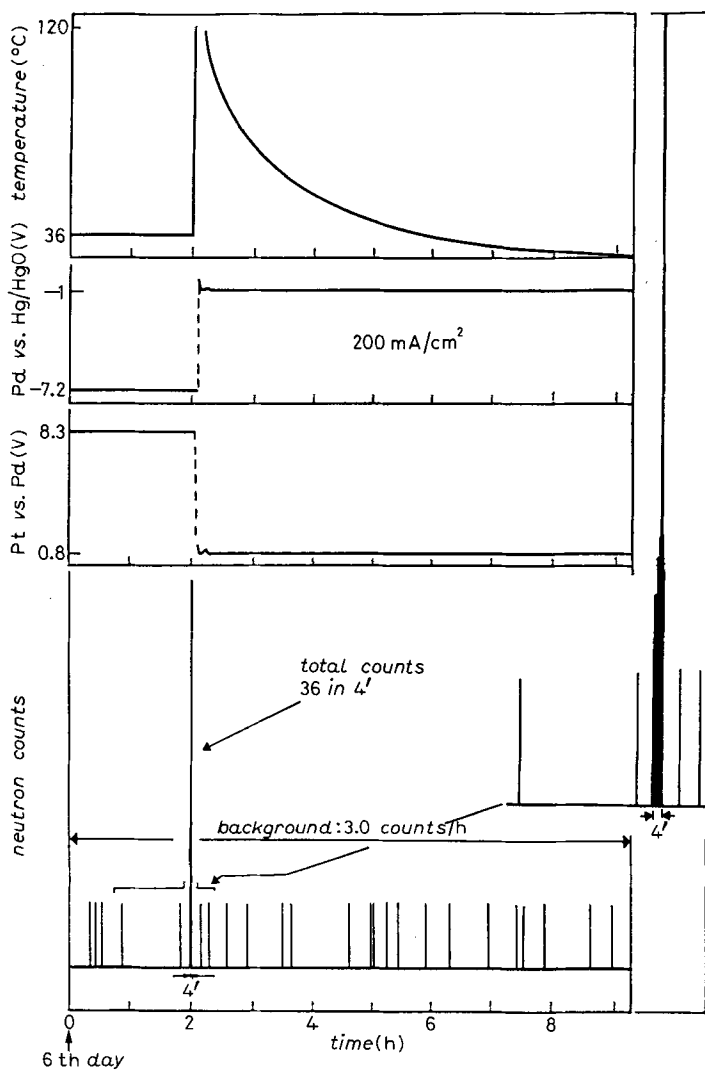 120
temperature (°C)
36
Pd vs. Hg/HgO (V)
−1
200 mA/cm²
−7.2
Pt vs. Pd (V)
8.3
0.8
neutron counts
total counts
36 in 4'
background: 3.0 counts/h
4'
4'
0 2 4 6 8
time (h)
6 th day